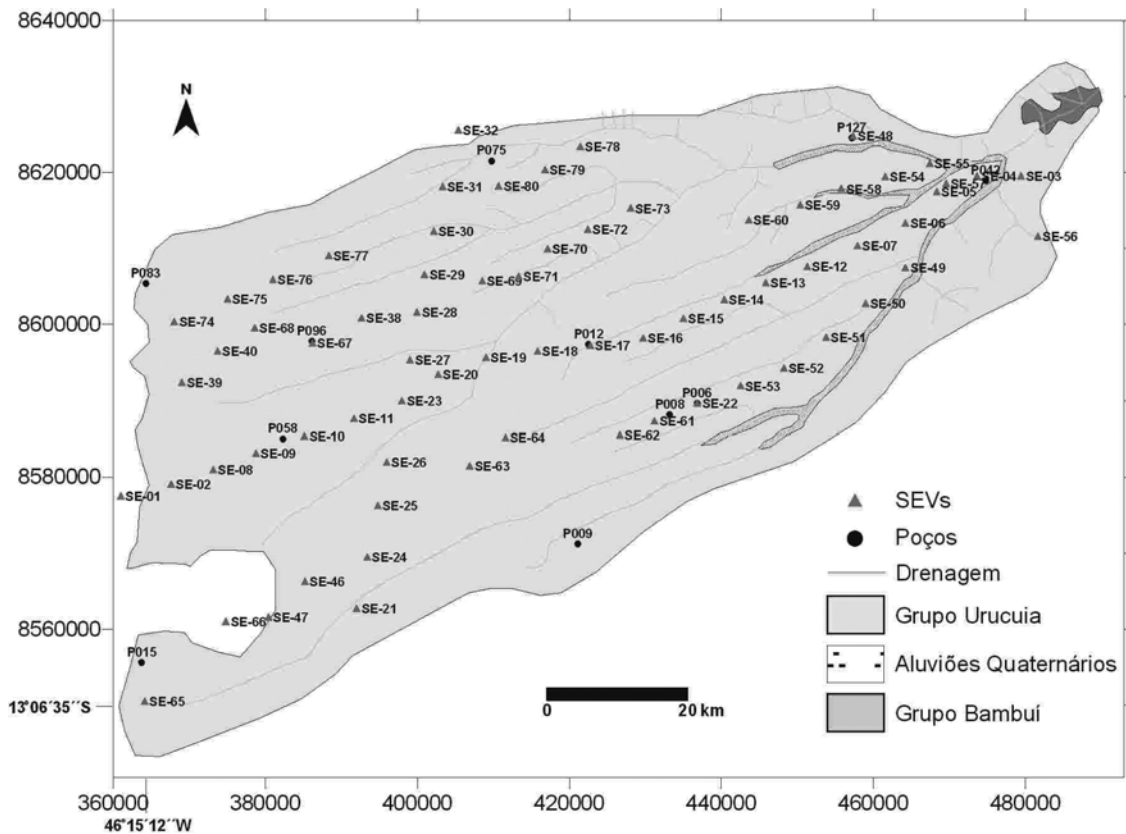 8640000
8620000
8600000
8580000
8560000
13°06´35´´S
N
SE-32
P075
SE-78
SE-79
SE-31
SE-80
SE-73
SE-30
SE-72
SE-70
SE-77
SE-29
SE-69
SE-71
SE-76
P083
SE-75
SE-28
SE-38
SE-74
SE-68
P096
SE-67
SE-40
SE-39
P127
SE-48
SE-55
P042
SE-04
SE-03
SE-54
SE-57
SE-05
SE-58
SE-59
SE-60
SE-06
SE-56
SE-07
SE-12
SE-49
SE-13
SE-14
SE-50
SE-15
P012
SE-17
SE-16
SE-51
SE-18
SE-19
SE-27
SE-20
SE-52
SE-53
P006
SE-22
P008
SE-61
SE-62
SE-23
SE-11
P058
SE-10
SE-09
SE-64
SE-08
SE-26
SE-63
SE-02
SE-01
SE-25
P009
SE-24
SE-46
SE-21
SE-47
SE-66
P015
SE-65
SEVs
Poços
Drenagem
Grupo Urucuia
Aluviões Quaternários
Grupo Bambuí
0 20 km
360000 380000 400000 420000 440000 460000 480000
46°15´12´´W